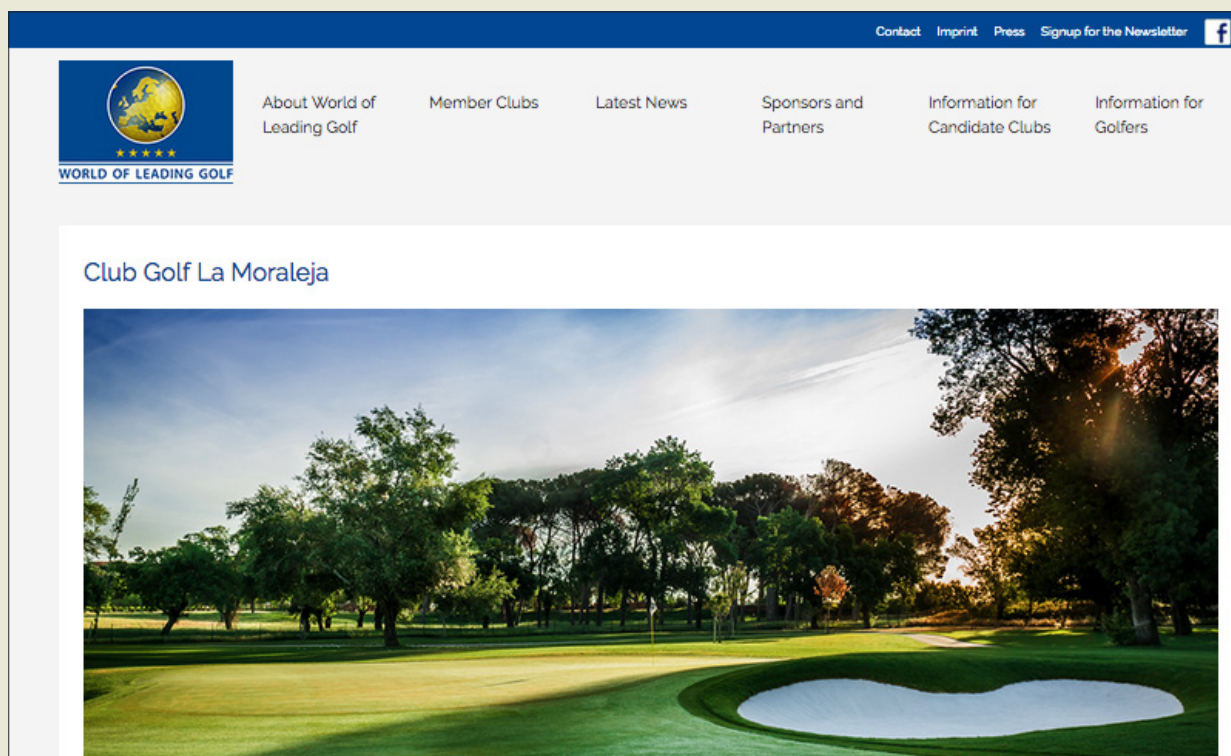 Contact Imprint Press Signup for the Newsletter f
About World of
Leading Golf
Member Clubs
Latest News
Sponsors and
Partners
Information for
Candidate Clubs
Information for
Golfers
WORLD OF LEADING GOLF
Club Golf La Moraleja